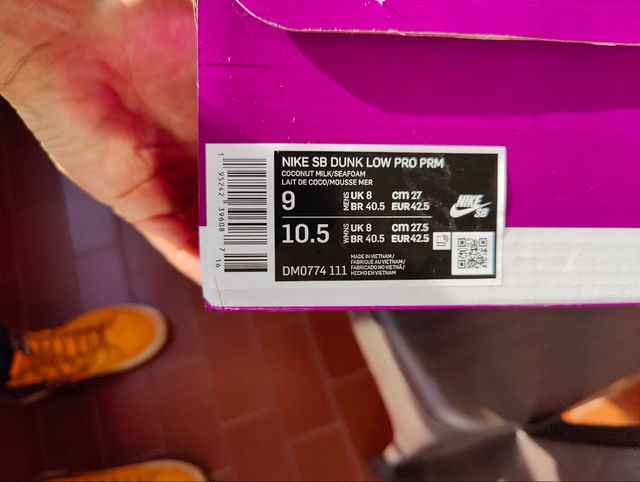 NIKE SB DUNK LOW PRO PRM
COCONUT MILK/SEAFOAM
LAIT DE COCO/MOUSSE MER
9 MENS UK 8 cm 27
BR 40.5 EUR 42.5
10.5 WMNS UK 8 cm 27.5
BR 40.5 EUR 42.5
DM0774 111
MADE IN VIETNAM/
FABRIQUE AU VIETNAM/
FABRICADO NO VIETNÃ/
HECHO EN VIETNAM
NIKE
SB
1 95242 39608 7 16